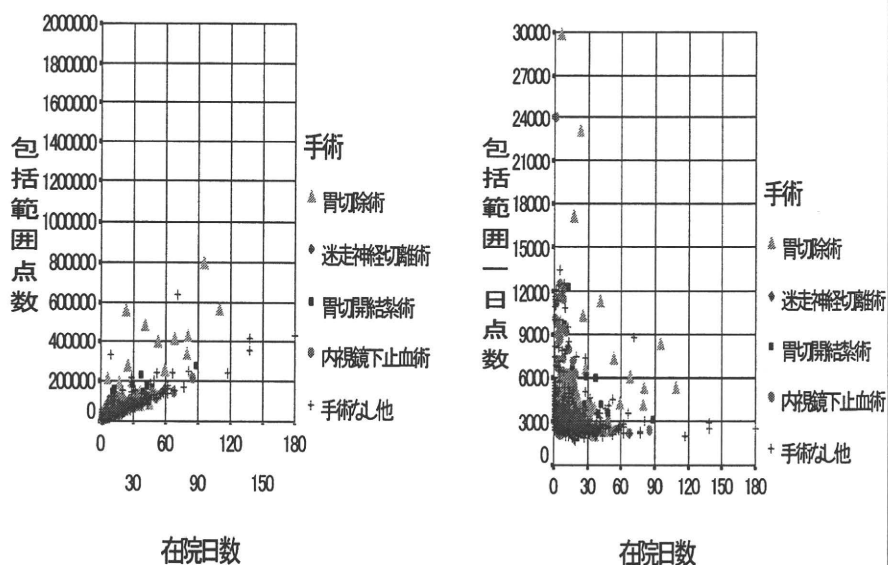 2000000
1800000
1600000
1400000
1200000
1000000
800000
600000
400000
200000
0
包括範囲点数
0 60 120 180
30 90 150
在院日数
手術
胃切除術
迷走神経切離術
胃切開結紮術
内視鏡下止血術
手術なし他
30000
27000
24000
21000
18000
15000
12000
9000
6000
3000
0
包括範囲一日点数
0 30 60 90 120 150 180
在院日数
手術
胃切除術
迷走神経切離術
胃切開結紮術
内視鏡下止血術
手術なし他